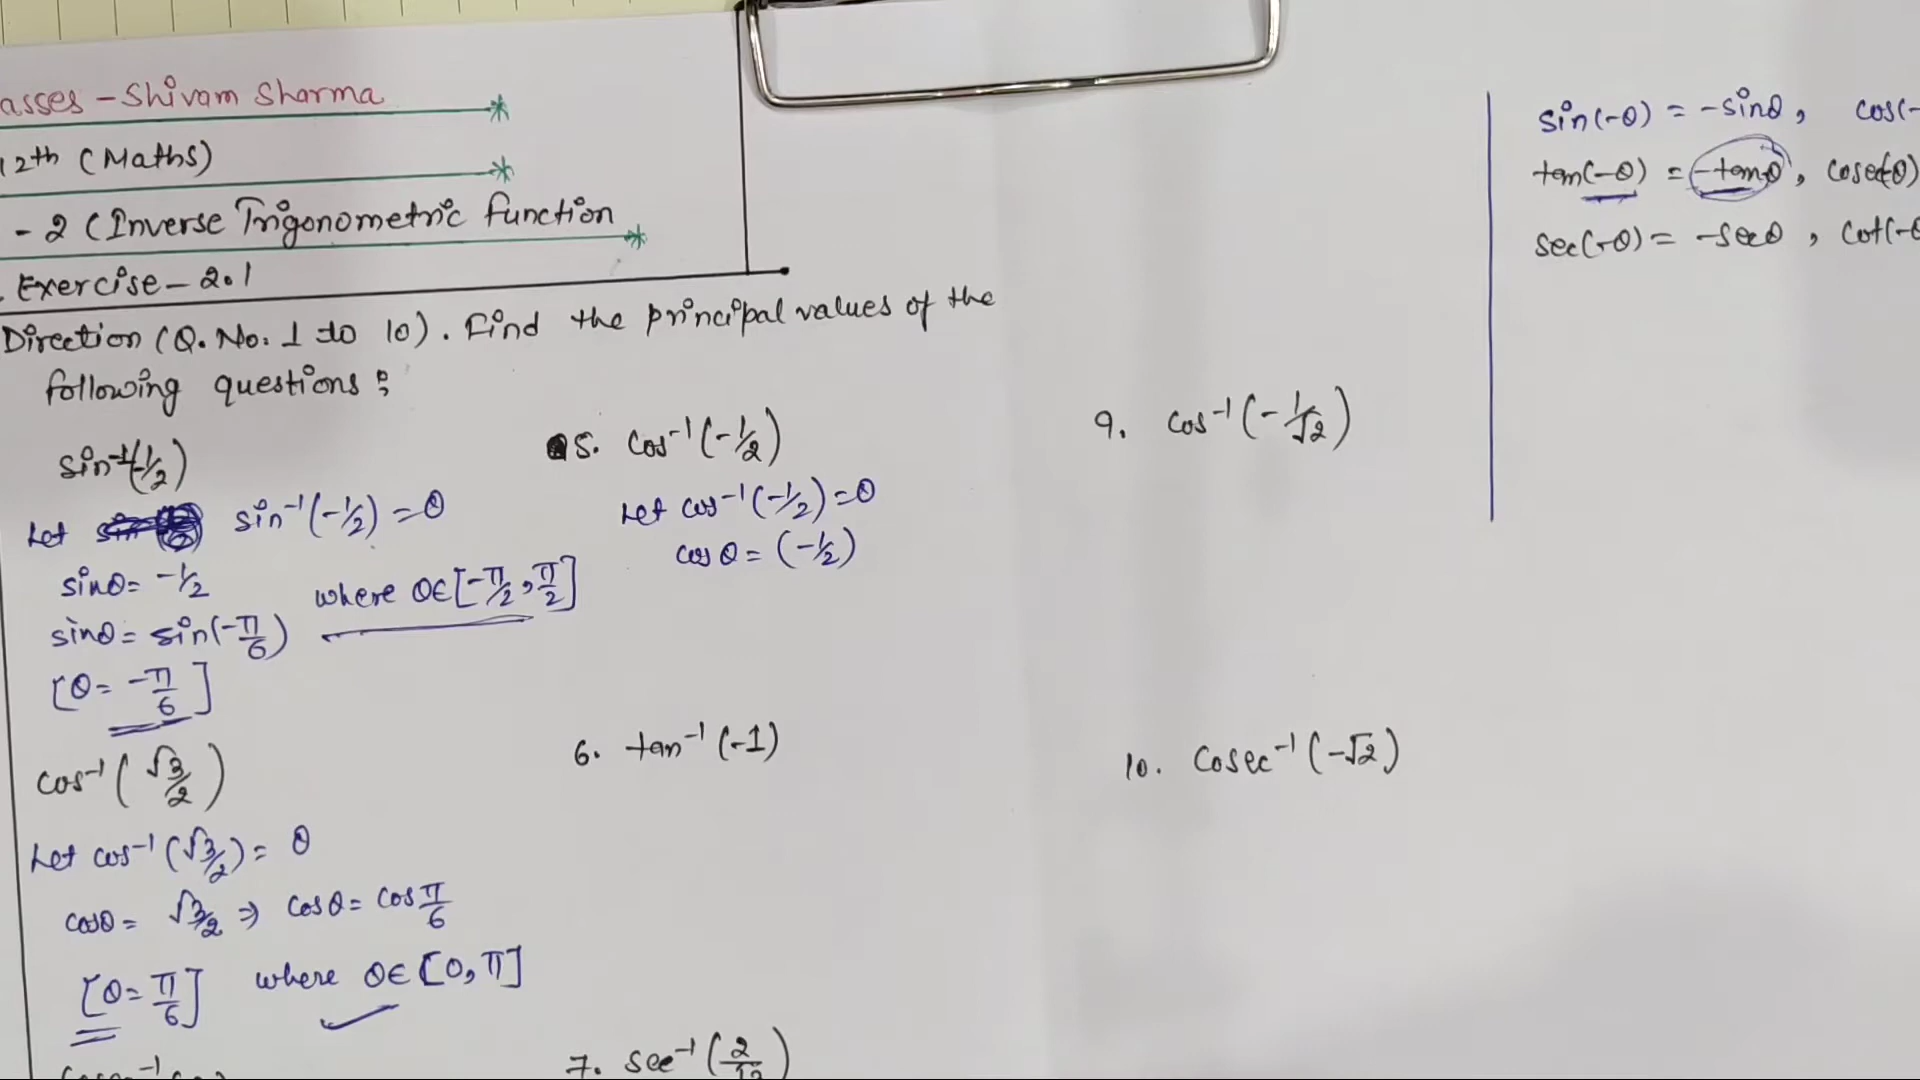 asses - Shivam Sharma
12th (Maths)
- 2 (Inverse Trigonometric function
Exercise - 2.1
Direction (Q. No. 1 to 10). Find the principal values of the
following questions :
sin⁻¹(-1/2)
Let sin⁻¹(-1/2) = θ
sinθ = -1/2
where θ∈[-π/2, π/2]
sinθ = sin(-π/6)
[θ = -π/6]
cos⁻¹(√3/2)
Let cos⁻¹(√3/2) = θ
cosθ = √3/2 ⇒ cosθ = cos π/6
[θ = π/6] where θ∈[0, π]
5. cos⁻¹(-1/2)
Let cos⁻¹(-1/2) = θ
cosθ = (-1/2)
6. tan⁻¹(-1)
7. sec⁻¹(2/
9. cos⁻¹(-1/√2)
10. Cosec⁻¹(-√2)
sin(-θ) = -sinθ, cos(-
tan(-θ) = -tanθ, cosec(-θ)
sec(-θ) = -secθ, cot(-θ